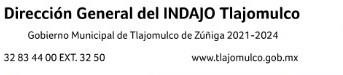 Dirección General del INDAJO Tlajomulco
Gobierno Municipal de Tlajomulco de Zúñiga 2021-2024
32 83 44 00 EXT. 32 50 www.tlajomulco.gob.mx